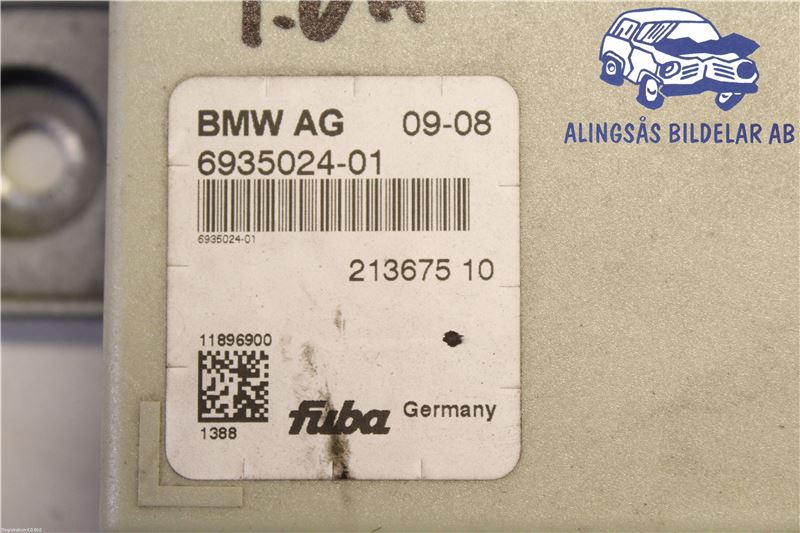 BMW AG 09-08
6935024-01
6935024-01
213675 10
11896900
1388
fuba Germany
ALINGSÅS BILDELAR AB